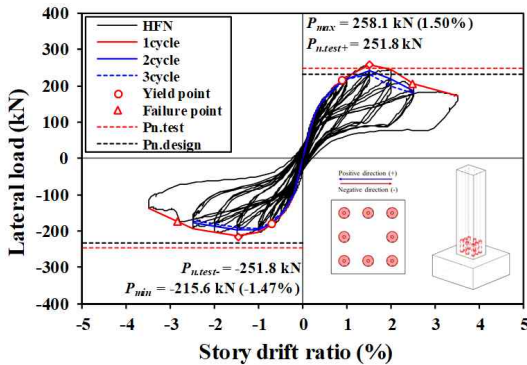 400
300
200
100
0
-100
-200
-300
-400
Lateral load (kN)
HFN
1cycle
2cycle
3cycle
Yield point
Failure point
Pn.test
Pn.design
Pmax = 258.1 kN (1.50%)
Pn.test+ = 251.8 kN
Positive direction (+)
Negative direction (-)
Pn.test- = -251.8 kN
Pmin = -215.6 kN (-1.47%)
-5 -4 -3 -2 -1 0 1 2 3 4 5
Story drift ratio (%)